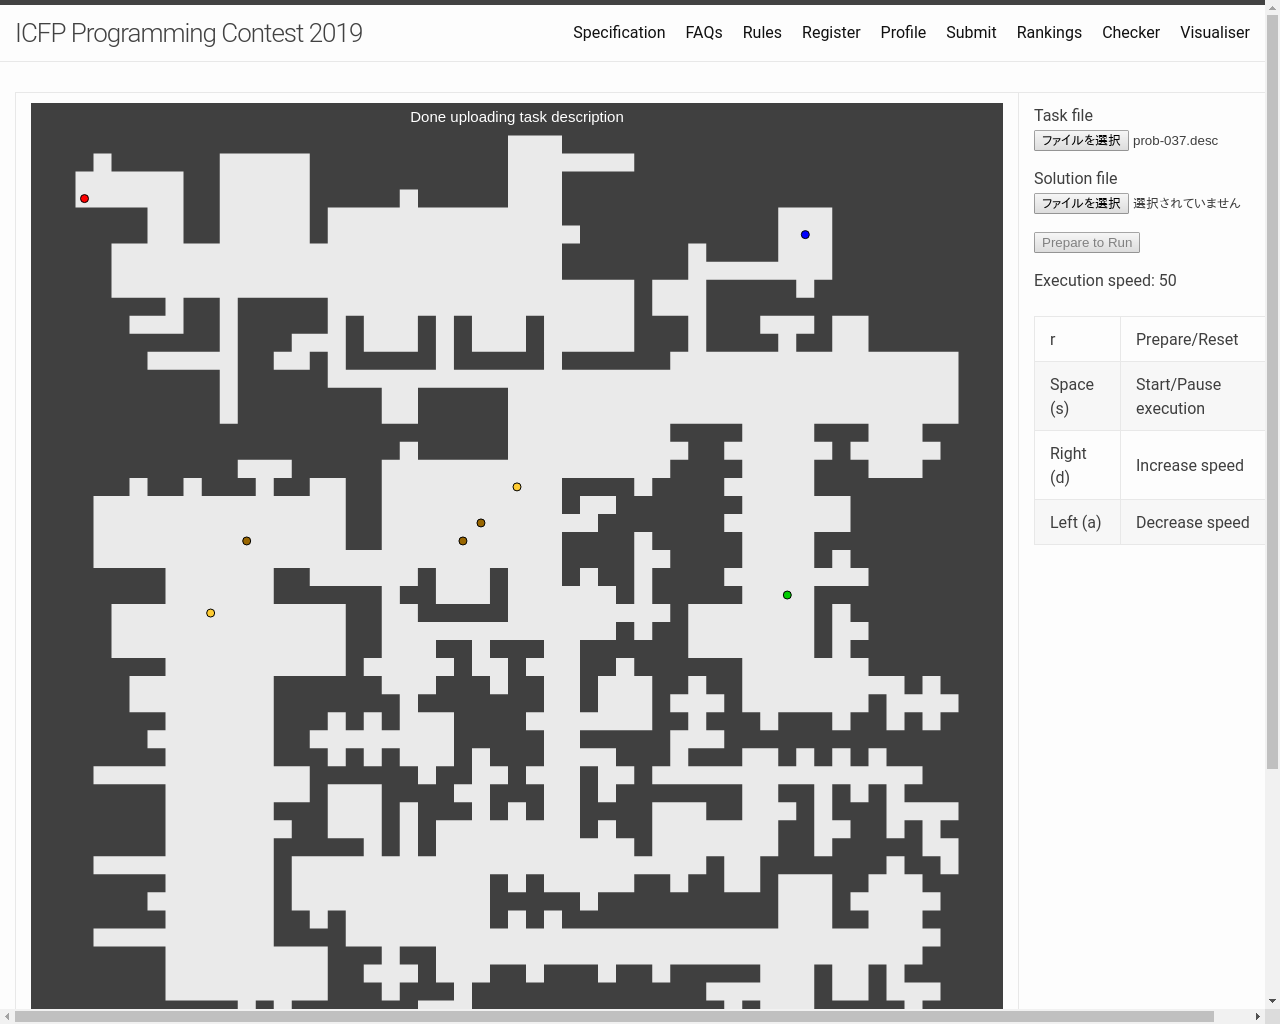 ICFP Programming Contest 2019
Specification FAQs Rules Register Profile Submit Rankings Checker Visualiser
Done uploading task description
Task file
ファイルを選択 prob-037.desc
Solution file
ファイルを選択 選択されていません
Prepare to Run
Execution speed: 50
r Prepare/Reset
Space (s) Start/Pause execution
Right (d) Increase speed
Left (a) Decrease speed